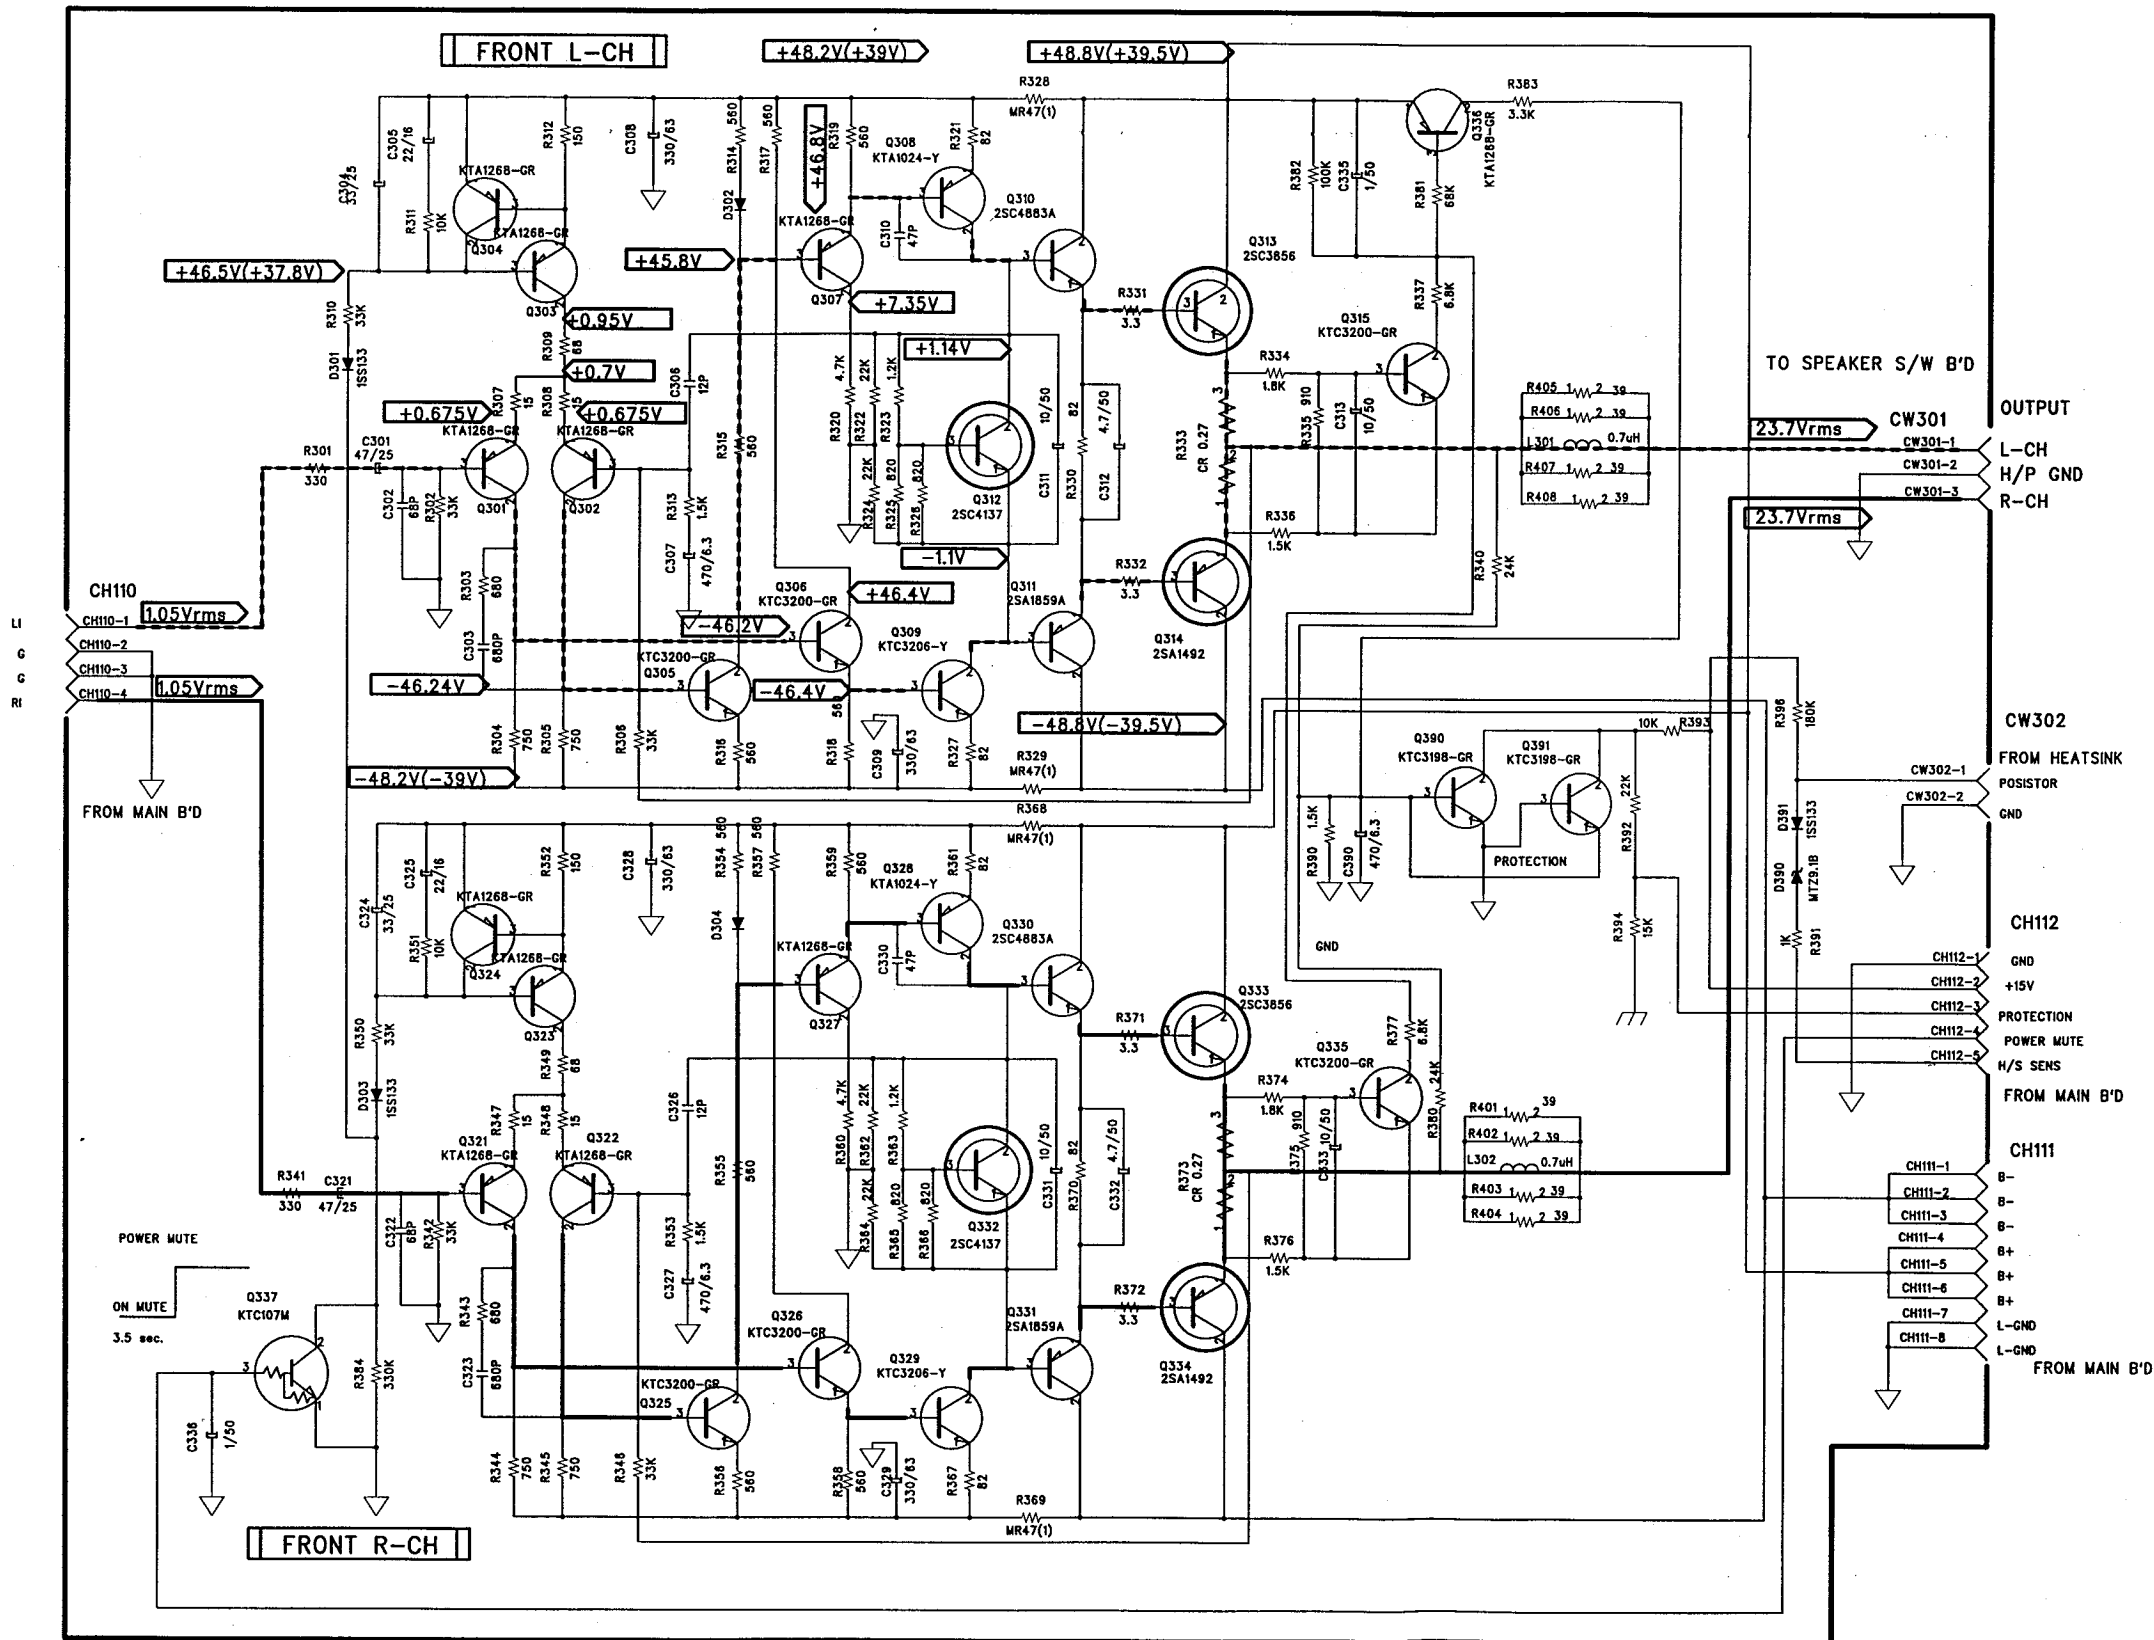 FRONT L-CH
+48.2V(+39V)
+48.8V(+39.5V)
R328
MR47(1)
R383
3.3K
C304
33/25
C305
22/16
R311
10K
KTA1268-GR
Q304
R312
150
C308
330/63
R314
560
D302
R317
560
+46.8V
R319
560
Q308
KTA1024-Y
R321
82
Q310
2SC4883A
C310
47P
KTA1268-GR
Q307
+7.35V
Q313
2SC3856
R382
100K
C335
1/50
Q336
KTA1268-GR
R381
68K
R337
6.8K
Q315
KTC3200-GR
+46.5V(+37.8V)
KTA1268-GR
Q303
+45.8V
R310
33K
D301
1SS133
+0.95V
R309
68
+0.7V
R307
15
R308
15
+0.675V
+0.675V
KTA1268-GR
KTA1268-GR
Q301
Q302
C306
12P
R315
560
R313
1.5K
C307
470/6.3
R320
4.7K
R322
22K
R323
1.2K
+1.14V
R324
22K
R325
820
R326
820
Q312
2SC4137
C311
10/50
R330
82
C312
4.7/50
-1.1V
R331
3.3
R332
3.3
R333
CR 0.27
R334
1.8K
R335
910
C313
10/50
R336
1.5K
R340
24K
R405 1 2 39
R406 1 2 39
L301 0.7uH
R407 1 2 39
R408 1 2 39
TO SPEAKER S/W B'D
23.7Vrms
CW301
OUTPUT
CW301-1
L-CH
CW301-2
H/P GND
CW301-3
R-CH
23.7Vrms
R301
330
C301
47/25
C302
68P
R302
33K
R303
680
C303
680P
CH110
LI
CH110-1
1.05Vrms
G
CH110-2
G
CH110-3
RI
CH110-4
1.05Vrms
FROM MAIN B'D
-46.24V
-46.2V
-46.4V
+46.4V
Q306
KTC3200-GR
KTC3200-GR
Q305
Q309
KTC3206-Y
Q311
2SA1859A
Q314
2SA1492
-48.8V(-39.5V)
-48.2V(-39V)
R304
750
R305
750
R306
33K
R316
560
R318
560
C309
330/63
R327
82
R329
MR47(1)
R368
MR47(1)
Q390
KTC3198-GR
Q391
KTC3198-GR
10K
R393
R396
180K
R390
1.5K
C390
470/6.3
PROTECTION
R392
22K
R394
15K
GND
D391
1SS133
D390
MTZ9.1B
R391
1K
CW302
FROM HEATSINK
CW302-1
POSISTOR
CW302-2
GND
CH112
CH112-1
GND
CH112-2
+15V
CH112-3
PROTECTION
CH112-4
POWER MUTE
CH112-5
H/S SENS
FROM MAIN B'D
CH111
CH111-1
B-
CH111-2
B-
CH111-3
B-
CH111-4
B+
CH111-5
B+
CH111-6
B+
CH111-7
L-GND
CH111-8
L-GND
FROM MAIN B'D
C324
33/25
C325
22/16
R351
10K
KTA1268-GR
Q324
R352
150
KTA1268-GR
Q323
C328
330/63
R354
560
D304
R357
560
R359
560
Q328
KTA1024-Y
R361
82
Q330
2SC4883A
C330
47P
KTA1268-GR
Q327
R350
33K
D303
1SS133
R349
68
R347
15
R348
15
Q321
KTA1268-GR
Q322
KTA1268-GR
C326
12P
R355
560
R353
1.5K
C327
470/6.3
R360
4.7K
R362
22K
R363
1.2K
R364
22K
R365
820
R366
820
Q332
2SC4137
C331
10/50
R370
82
C332
4.7/50
R371
3.3
R372
3.3
Q333
2SC3856
R373
CR 0.27
R374
1.8K
R375
910
C333
10/50
R376
1.5K
Q335
KTC3200-GR
R377
6.8K
R380
24K
R401 1 2 39
R402 1 2 39
L302 0.7uH
R403 1 2 39
R404 1 2 39
R341
330
C321
47/25
C322
68P
R342
33K
R343
680
C323
680P
POWER MUTE
ON MUTE
3.5 sec.
Q337
KTC107M
C336
1/50
R384
330K
Q326
KTC3200-GR
KTC3200-GR
Q325
Q329
KTC3206-Y
Q331
2SA1859A
Q334
2SA1492
R344
750
R345
750
R346
33K
R356
560
R358
560
C329
330/63
R367
82
R369
MR47(1)
FRONT R-CH